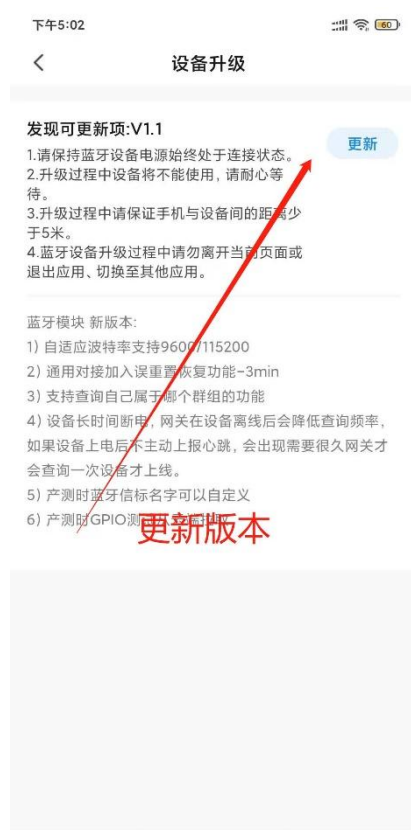 下午5:02
60
设备升级
发现可更新项:V1.1
更新
1.请保持蓝牙设备电源始终处于连接状态。
2.升级过程中设备将不能使用，请耐心等
待。
3.升级过程中请保证手机与设备间的距离少
于5米。
4.蓝牙设备升级过程中请勿离开当前页面或
退出应用、切换至其他应用。
蓝牙模块 新版本:
1) 自适应波特率支持9600/115200
2) 通用对接加入误重置恢复功能-3min
3) 支持查询自己属于哪个群组的功能
4) 设备长时间断电，网关在设备离线后会降低查询频率，
如果设备上电后不主动上报心跳，会出现需要很久网关才
会查询一次设备才上线。
5) 产测时蓝牙信标名字可以自定义
6) 产测时GPIO测
更新版本